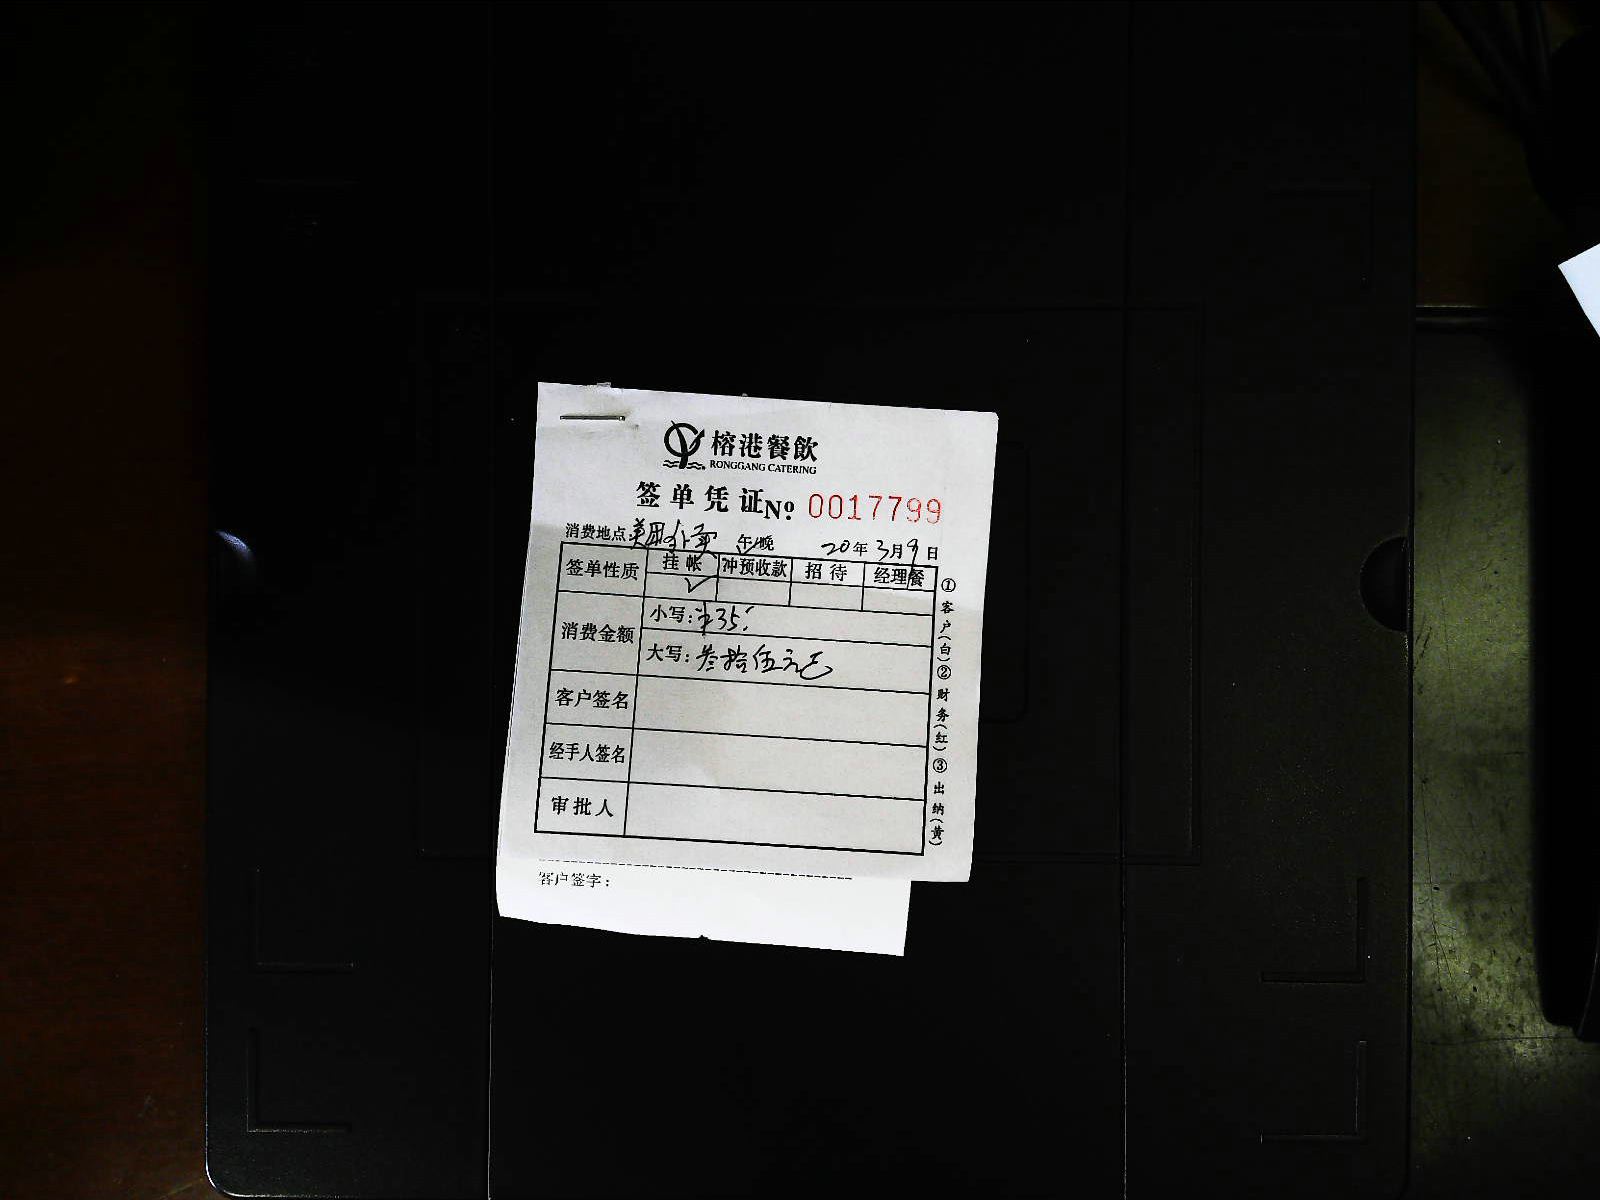 榕港餐飲
RONGGANG CATERING
签单凭证№ 0017799
消费地点:美团外卖 午/晚 20年3月9日
签单性质 挂帐 冲预收款 招待 经理餐
✓
消费金额 小写:¥35
大写:叁拾伍元
客户签名
经手人签名
审批人
①客户(白)②财务(红)③出纳(黄)
客户签字: